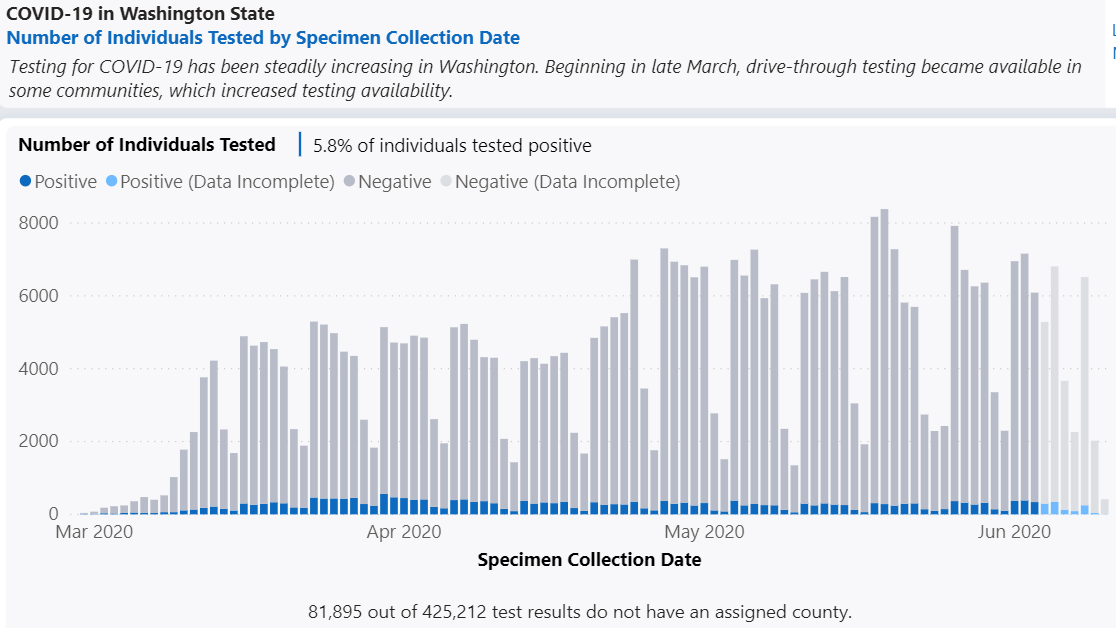 COVID-19 in Washington State
Number of Individuals Tested by Specimen Collection Date
Testing for COVID-19 has been steadily increasing in Washington. Beginning in late March, drive-through testing became available in
some communities, which increased testing availability.
Number of Individuals Tested
5.8% of individuals tested positive
Positive Positive (Data Incomplete) Negative Negative (Data Incomplete)
8000
6000
4000
2000
0
Mar 2020 Apr 2020 May 2020 Jun 2020
Specimen Collection Date
81,895 out of 425,212 test results do not have an assigned county.